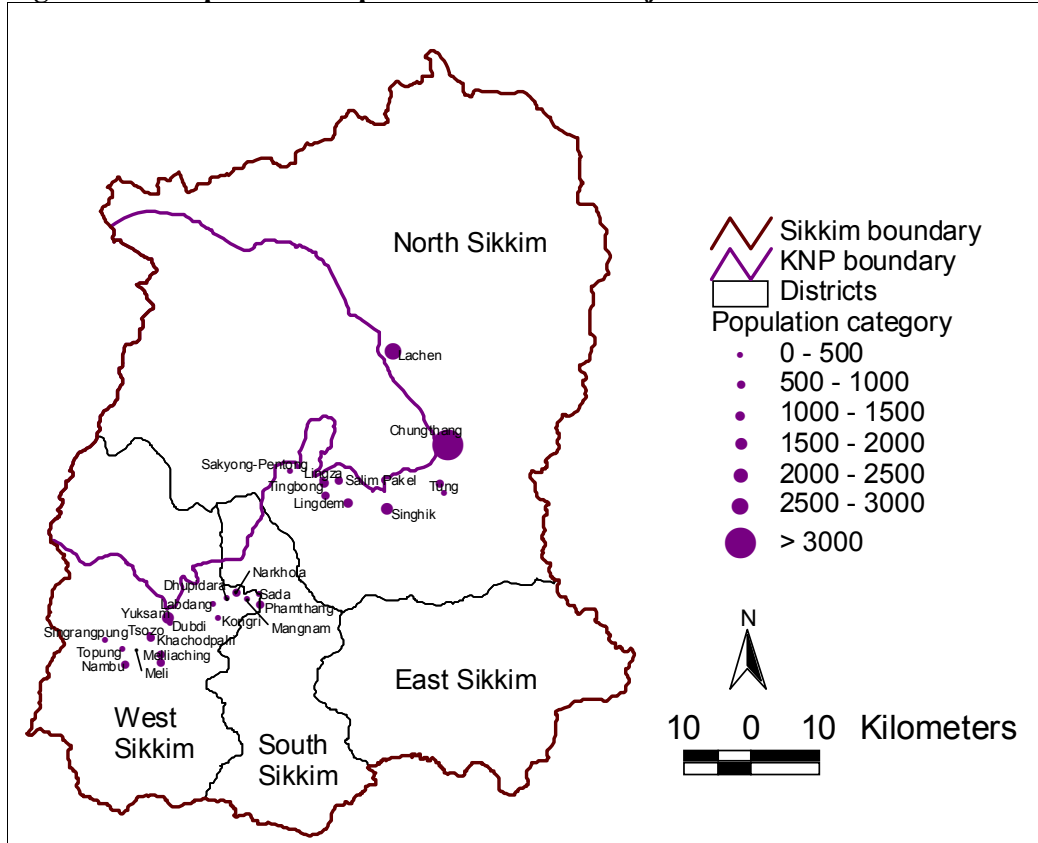 North Sikkim
Lachen
Chungthang
Sakyong-Pentong
Lingza
Tingbong
Salim Pakel
Lingdem
Tung
Singhik
Narkhola
Dhupidara
Sada
Labdang
Phamthang
Yuksam
Kongri
Mangnam
Dubdi
Tsozo
Singrangpung
Khachodpalri
Topung
Melliaching
Nambu
Meli
East Sikkim
West
Sikkim
South
Sikkim
Sikkim boundary
KNP boundary
Districts
Population category
0 - 500
500 - 1000
1000 - 1500
1500 - 2000
2000 - 2500
2500 - 3000
> 3000
N
10 0 10 Kilometers